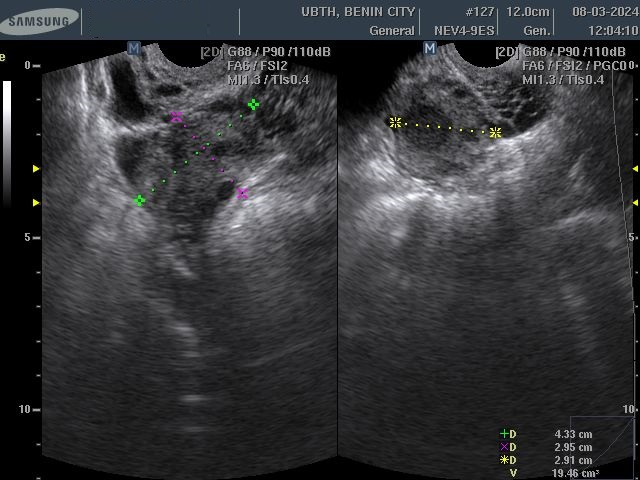 SAMSUNG
UBTH, BENIN CITY
General
#127
NEV4-9ES
12.0cm
Gen.
08-03-2024
12:04:10
e
M
[2D] G88 / P90 /110dB
FA6 / FSI2
MI1.3 / TIs0.4
M
[2D] G88 / P90 /110dB
FA6 / FSI2 / PGC00
MI1.3 / TIs0.4
0
5
10
0
5
10
D 4.33 cm
D 2.95 cm
D 2.91 cm
V 19.46 cm³